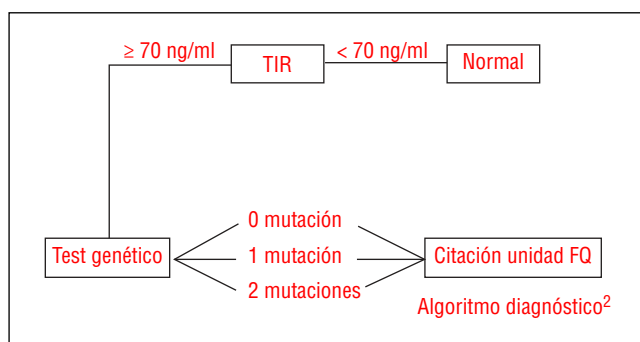 ≥ 70 ng/ml
TIR
< 70 ng/ml
Normal
0 mutación
Test genético
1 mutación
Citación unidad FQ
2 mutaciones
Algoritmo diagnóstico²